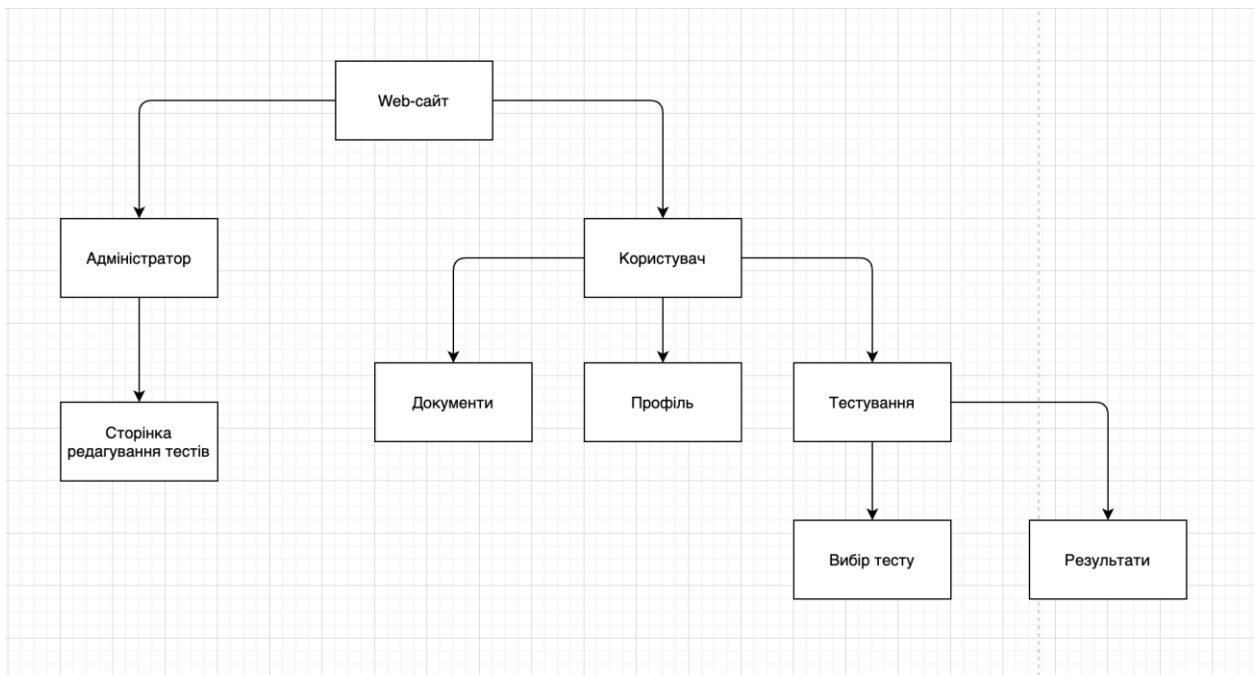 Web-сайт
Адміністратор
Користувач
Документи
Профіль
Тестування
Сторінка
редагування тестів
Вибір тесту
Результати